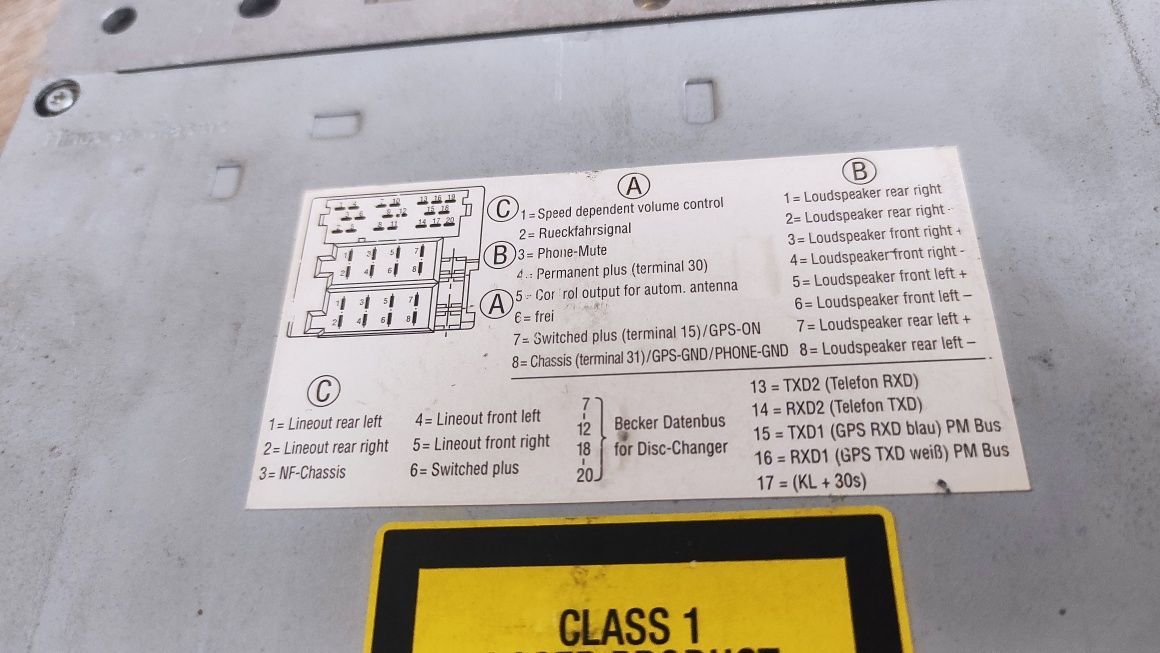 C
B
A
A
1= Speed dependent volume control
2= Rueckfahrsignal
3= Phone-Mute
4= Permanent plus (terminal 30)
5= Control output for autom. antenna
6= frei
7= Switched plus (terminal 15)/GPS-ON
8= Chassis (terminal 31)/GPS-GND/PHONE-GND
B
1= Loudspeaker rear right
2= Loudspeaker rear right -
3= Loudspeaker front right +
4= Loudspeaker front right -
5= Loudspeaker front left +
6= Loudspeaker front left –
7= Loudspeaker rear left +
8= Loudspeaker rear left –
C
1= Lineout rear left
2= Lineout rear right
3= NF-Chassis
4= Lineout front left
5= Lineout front right
6= Switched plus
7
12
18
20
Becker Datenbus
for Disc-Changer
13 = TXD2 (Telefon RXD)
14 = RXD2 (Telefon TXD)
15 = TXD1 (GPS RXD blau) PM Bus
16 = RXD1 (GPS TXD weiß) PM Bus
17 = (KL + 30s)
CLASS 1